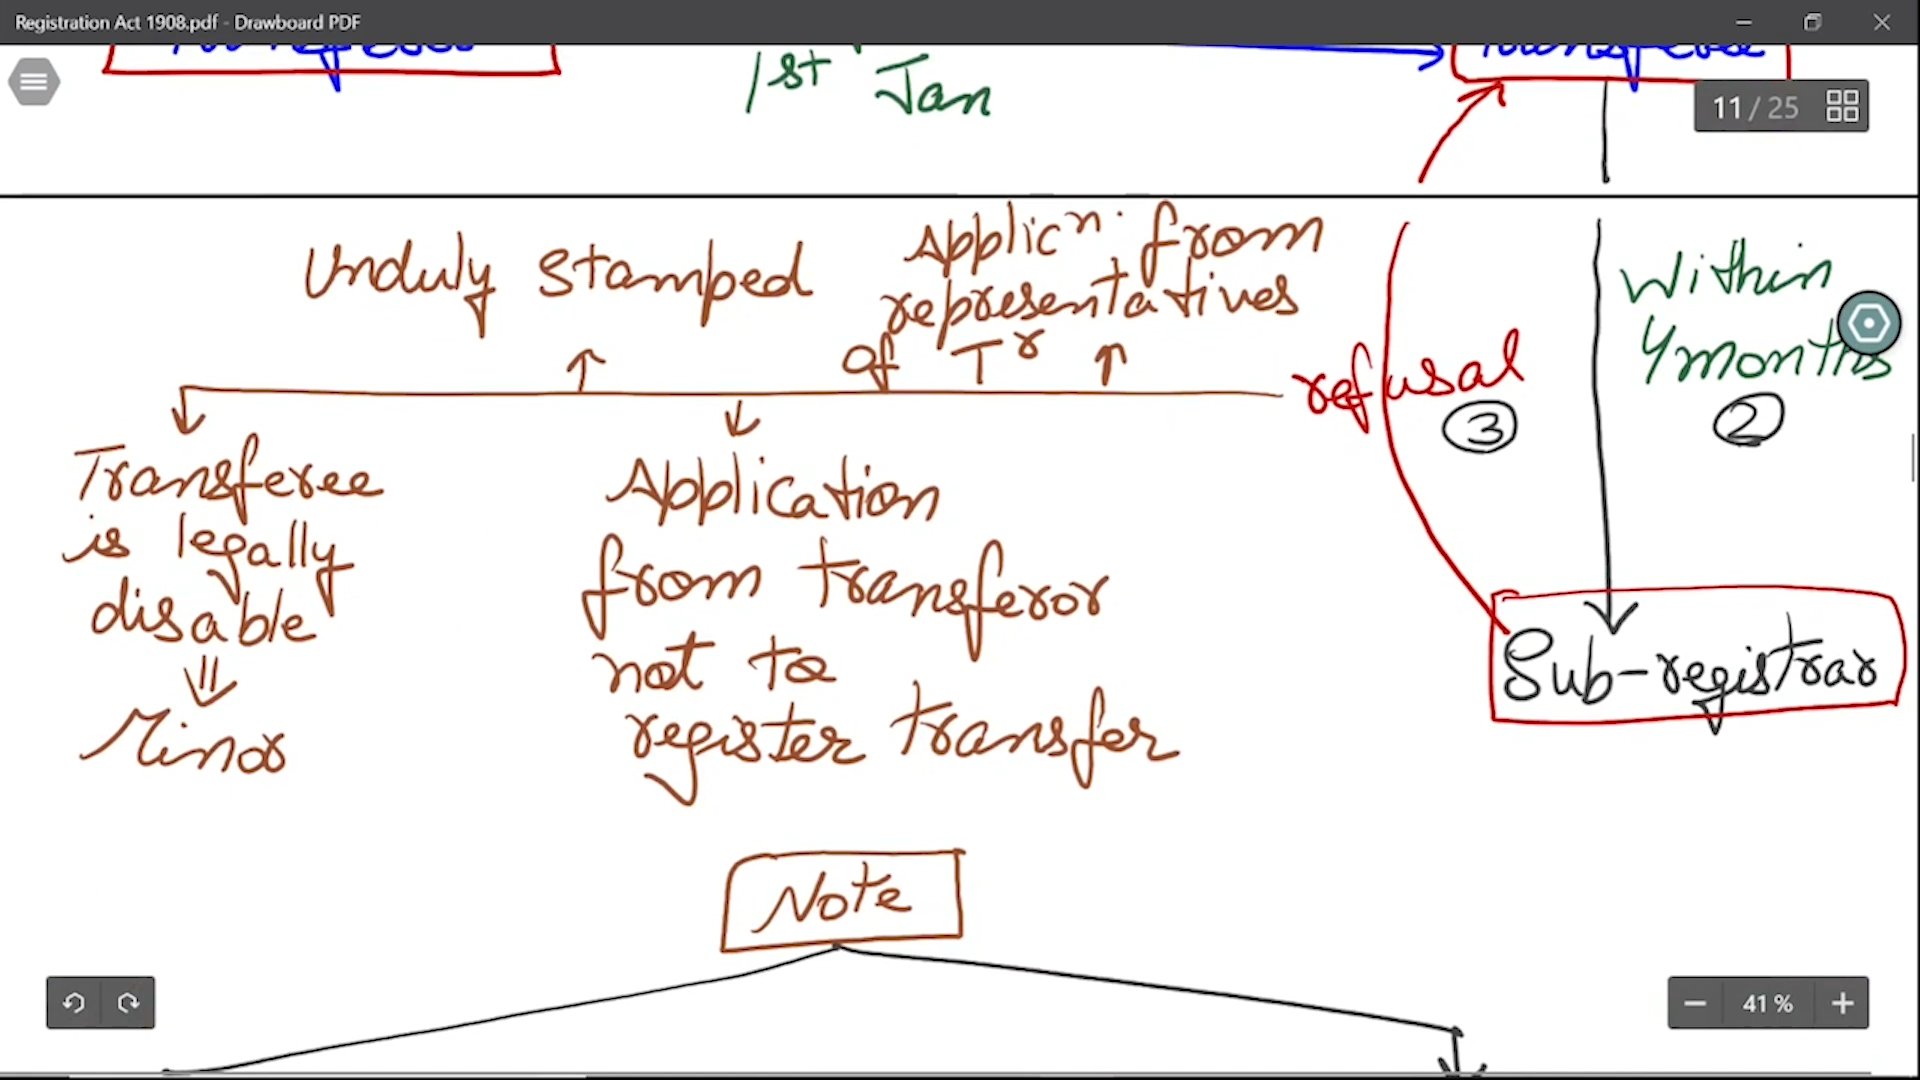 Registration Act 1908.pdf - Drawboard PDF
Transferee
1st Jan
11 / 25
Unduly Stamped
Applicn. from
representatives
of Tr
refusal
3
Within
4 months
2
Transferee
is legally
disable
Minor
Application
from transferor
not to
register transfer
Sub-registrar
Note
41 %